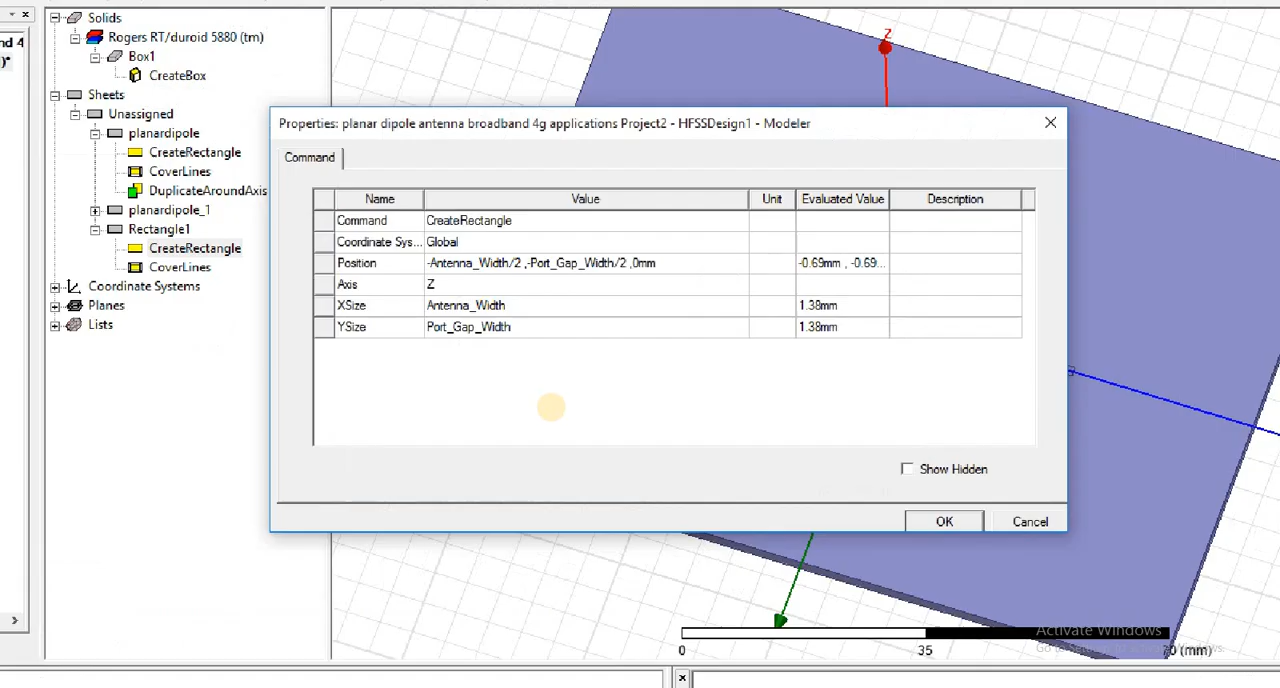 nd 4
)*
Solids
Rogers RT/duroid 5880 (tm)
Box1
CreateBox
Sheets
Unassigned
planardipole
CreateRectangle
CoverLines
DuplicateAroundAxis
planardipole_1
Rectangle1
CreateRectangle
CoverLines
Coordinate Systems
Planes
Lists
Z
Properties: planar dipole antenna broadband 4g applications Project2 - HFSSDesign1 - Modeler
Command
Name Value Unit Evaluated Value Description
Command CreateRectangle
Coordinate Sys... Global
Position -Antenna_Width/2 ,-Port_Gap_Width/2 ,0mm -0.69mm , -0.69...
Axis Z
XSize Antenna_Width 1.38mm
YSize Port_Gap_Width 1.38mm
Show Hidden
OK Cancel
Activate Windows
0 35 70 (mm)